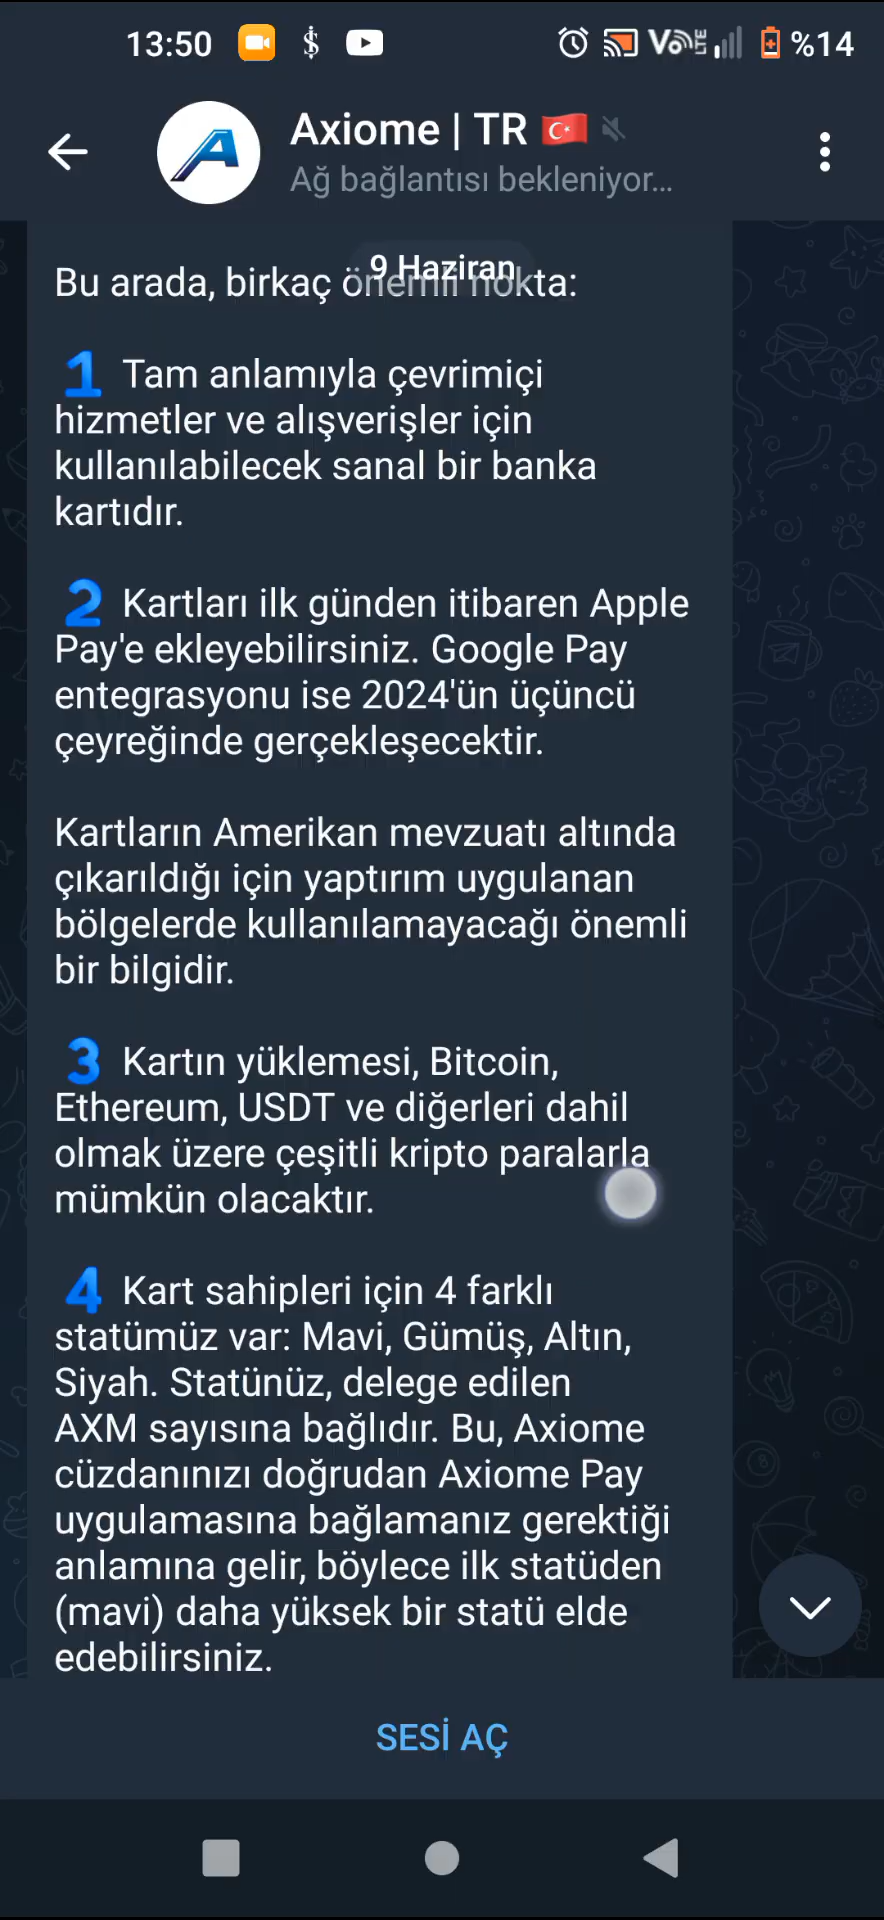 13:50
VoLTE
%14
Axiome | TR
Ağ bağlantısı bekleniyor...
9 Haziran
Bu arada, birkaç önemli nokta:
1 Tam anlamıyla çevrimiçi
hizmetler ve alışverişler için
kullanılabilecek sanal bir banka
kartıdır.
2 Kartları ilk günden itibaren Apple
Pay'e ekleyebilirsiniz. Google Pay
entegrasyonu ise 2024'ün üçüncü
çeyreğinde gerçekleşecektir.
Kartların Amerikan mevzuatı altında
çıkarıldığı için yaptırım uygulanan
bölgelerde kullanılamayacağı önemli
bir bilgidir.
3 Kartın yüklemesi, Bitcoin,
Ethereum, USDT ve diğerleri dahil
olmak üzere çeşitli kripto paralarla
mümkün olacaktır.
4 Kart sahipleri için 4 farklı
statümüz var: Mavi, Gümüş, Altın,
Siyah. Statünüz, delege edilen
AXM sayısına bağlıdır. Bu, Axiome
cüzdanınızı doğrudan Axiome Pay
uygulamasına bağlamanız gerektiği
anlamına gelir, böylece ilk statüden
(mavi) daha yüksek bir statü elde
edebilirsiniz.
SESİ AÇ